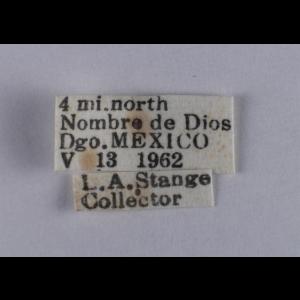 4 mi.north
Nombre de Dios
Dgo.MEXICO
V 13 1962
L.A.Stange
Collector